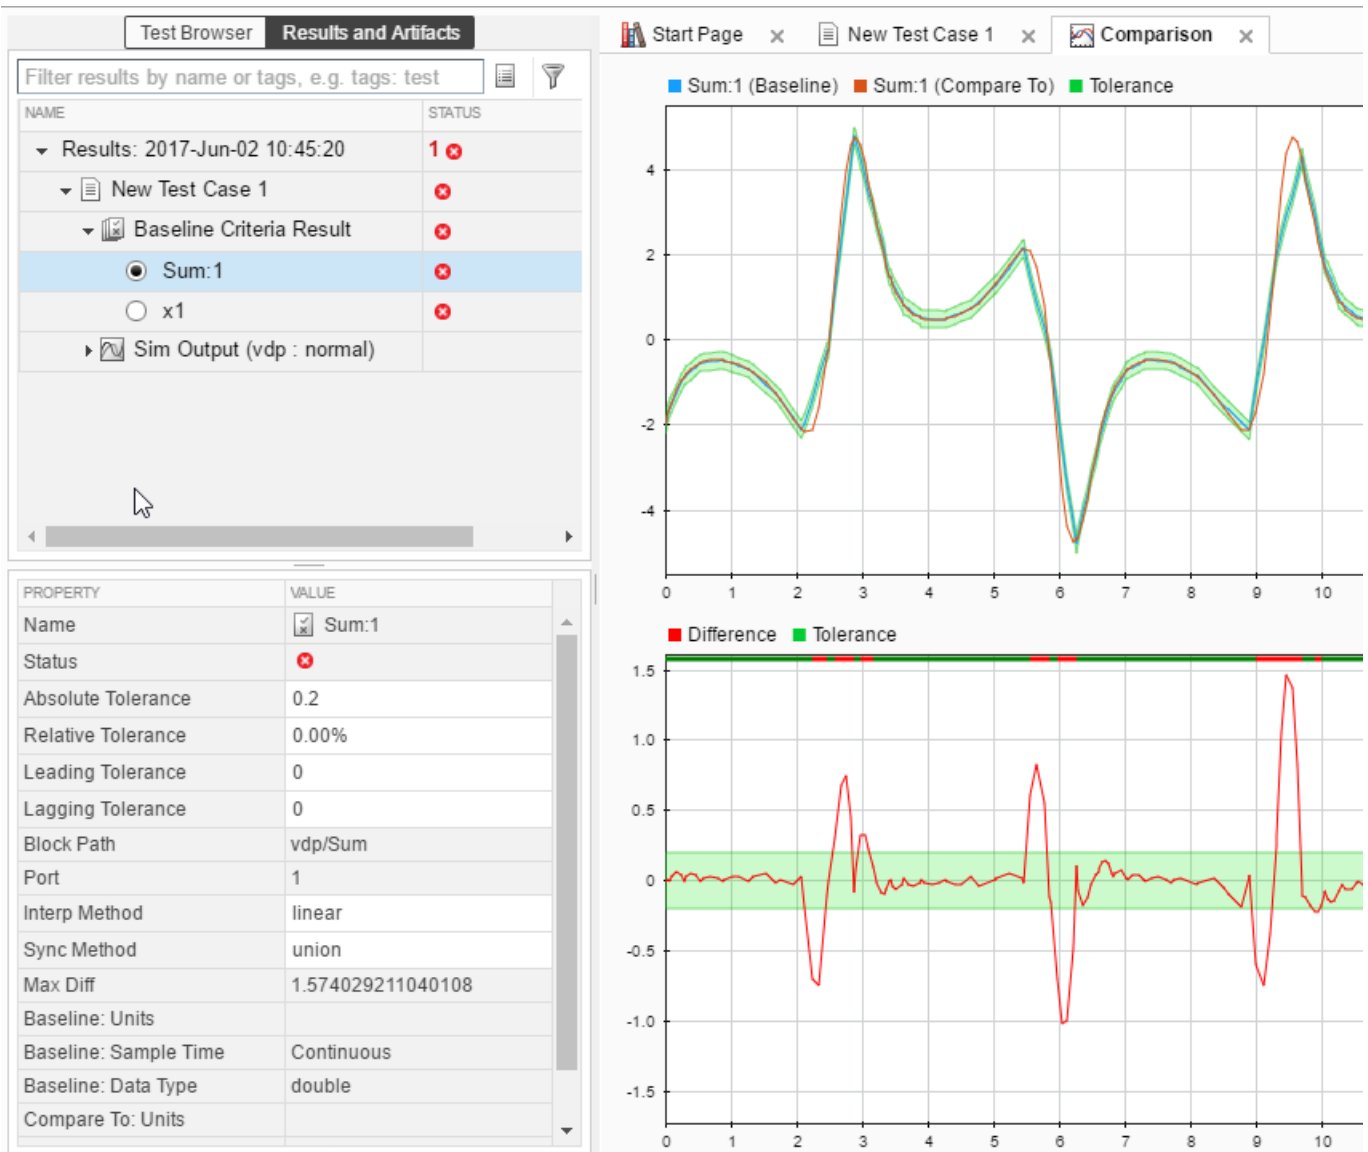 Test Browser
Results and Artifacts
Filter results by name or tags, e.g. tags: test
NAME STATUS
Results: 2017-Jun-02 10:45:20 1
New Test Case 1
Baseline Criteria Result
Sum:1
x1
Sim Output (vdp : normal)
PROPERTY VALUE
Name Sum:1
Status
Absolute Tolerance 0.2
Relative Tolerance 0.00%
Leading Tolerance 0
Lagging Tolerance 0
Block Path vdp/Sum
Port 1
Interp Method linear
Sync Method union
Max Diff 1.574029211040108
Baseline: Units
Baseline: Sample Time Continuous
Baseline: Data Type double
Compare To: Units
Start Page New Test Case 1 Comparison
Sum:1 (Baseline) Sum:1 (Compare To) Tolerance
4
2
0
-2
-4
0 1 2 3 4 5 6 7 8 9 10
Difference Tolerance
1.5
1.0
0.5
0
-0.5
-1.0
-1.5
0 1 2 3 4 5 6 7 8 9 10